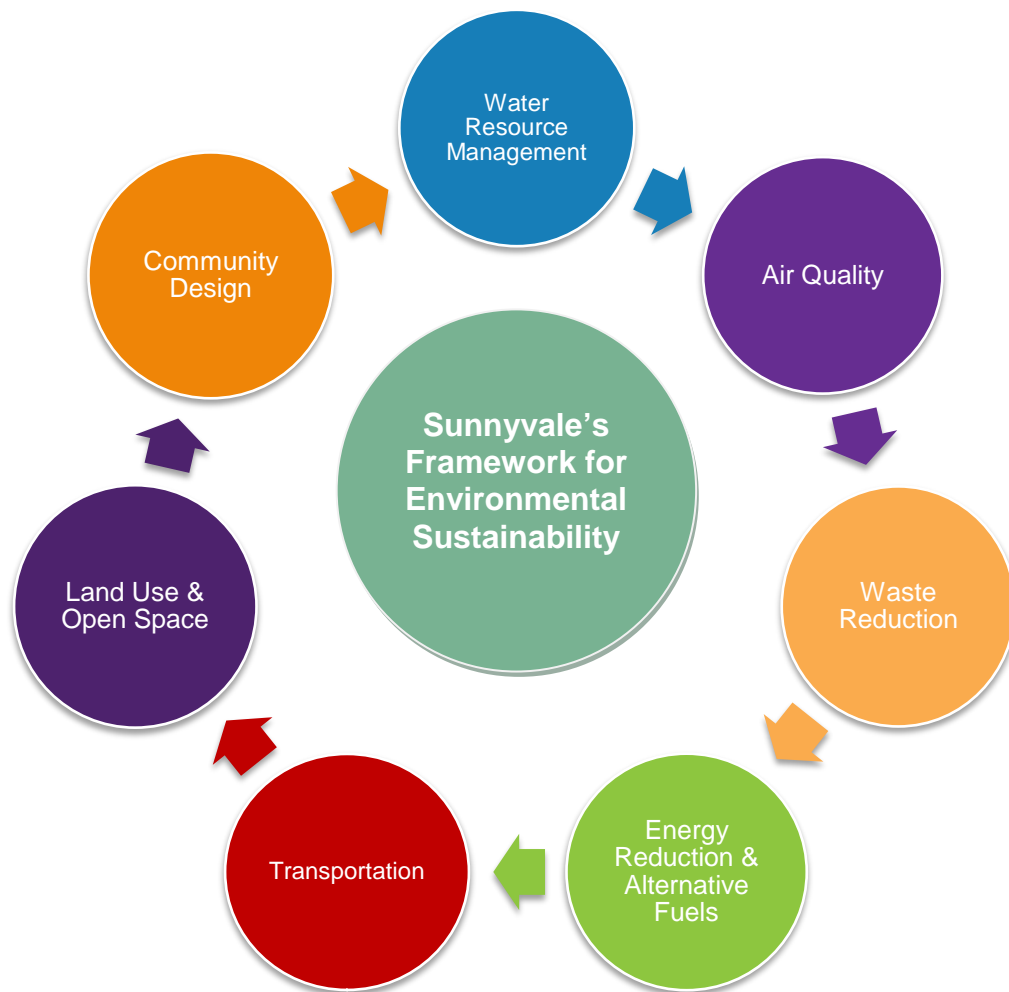 Water
Resource
Management
Air Quality
Waste
Reduction
Energy
Reduction &
Alternative
Fuels
Transportation
Land Use &
Open Space
Community
Design
Sunnyvale’s
Framework for
Environmental
Sustainability